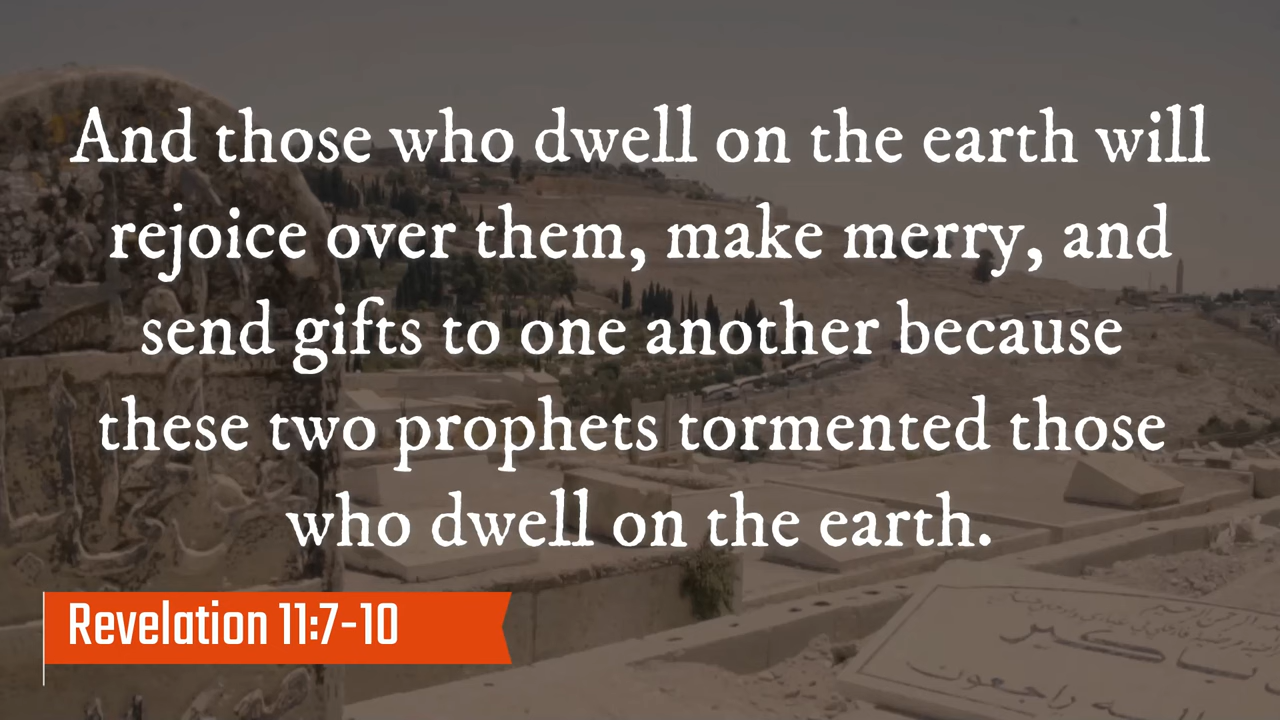 And those who dwell on the earth will
rejoice over them, make merry, and
send gifts to one another because
these two prophets tormented those
who dwell on the earth.
Revelation 11:7-10
راجعون